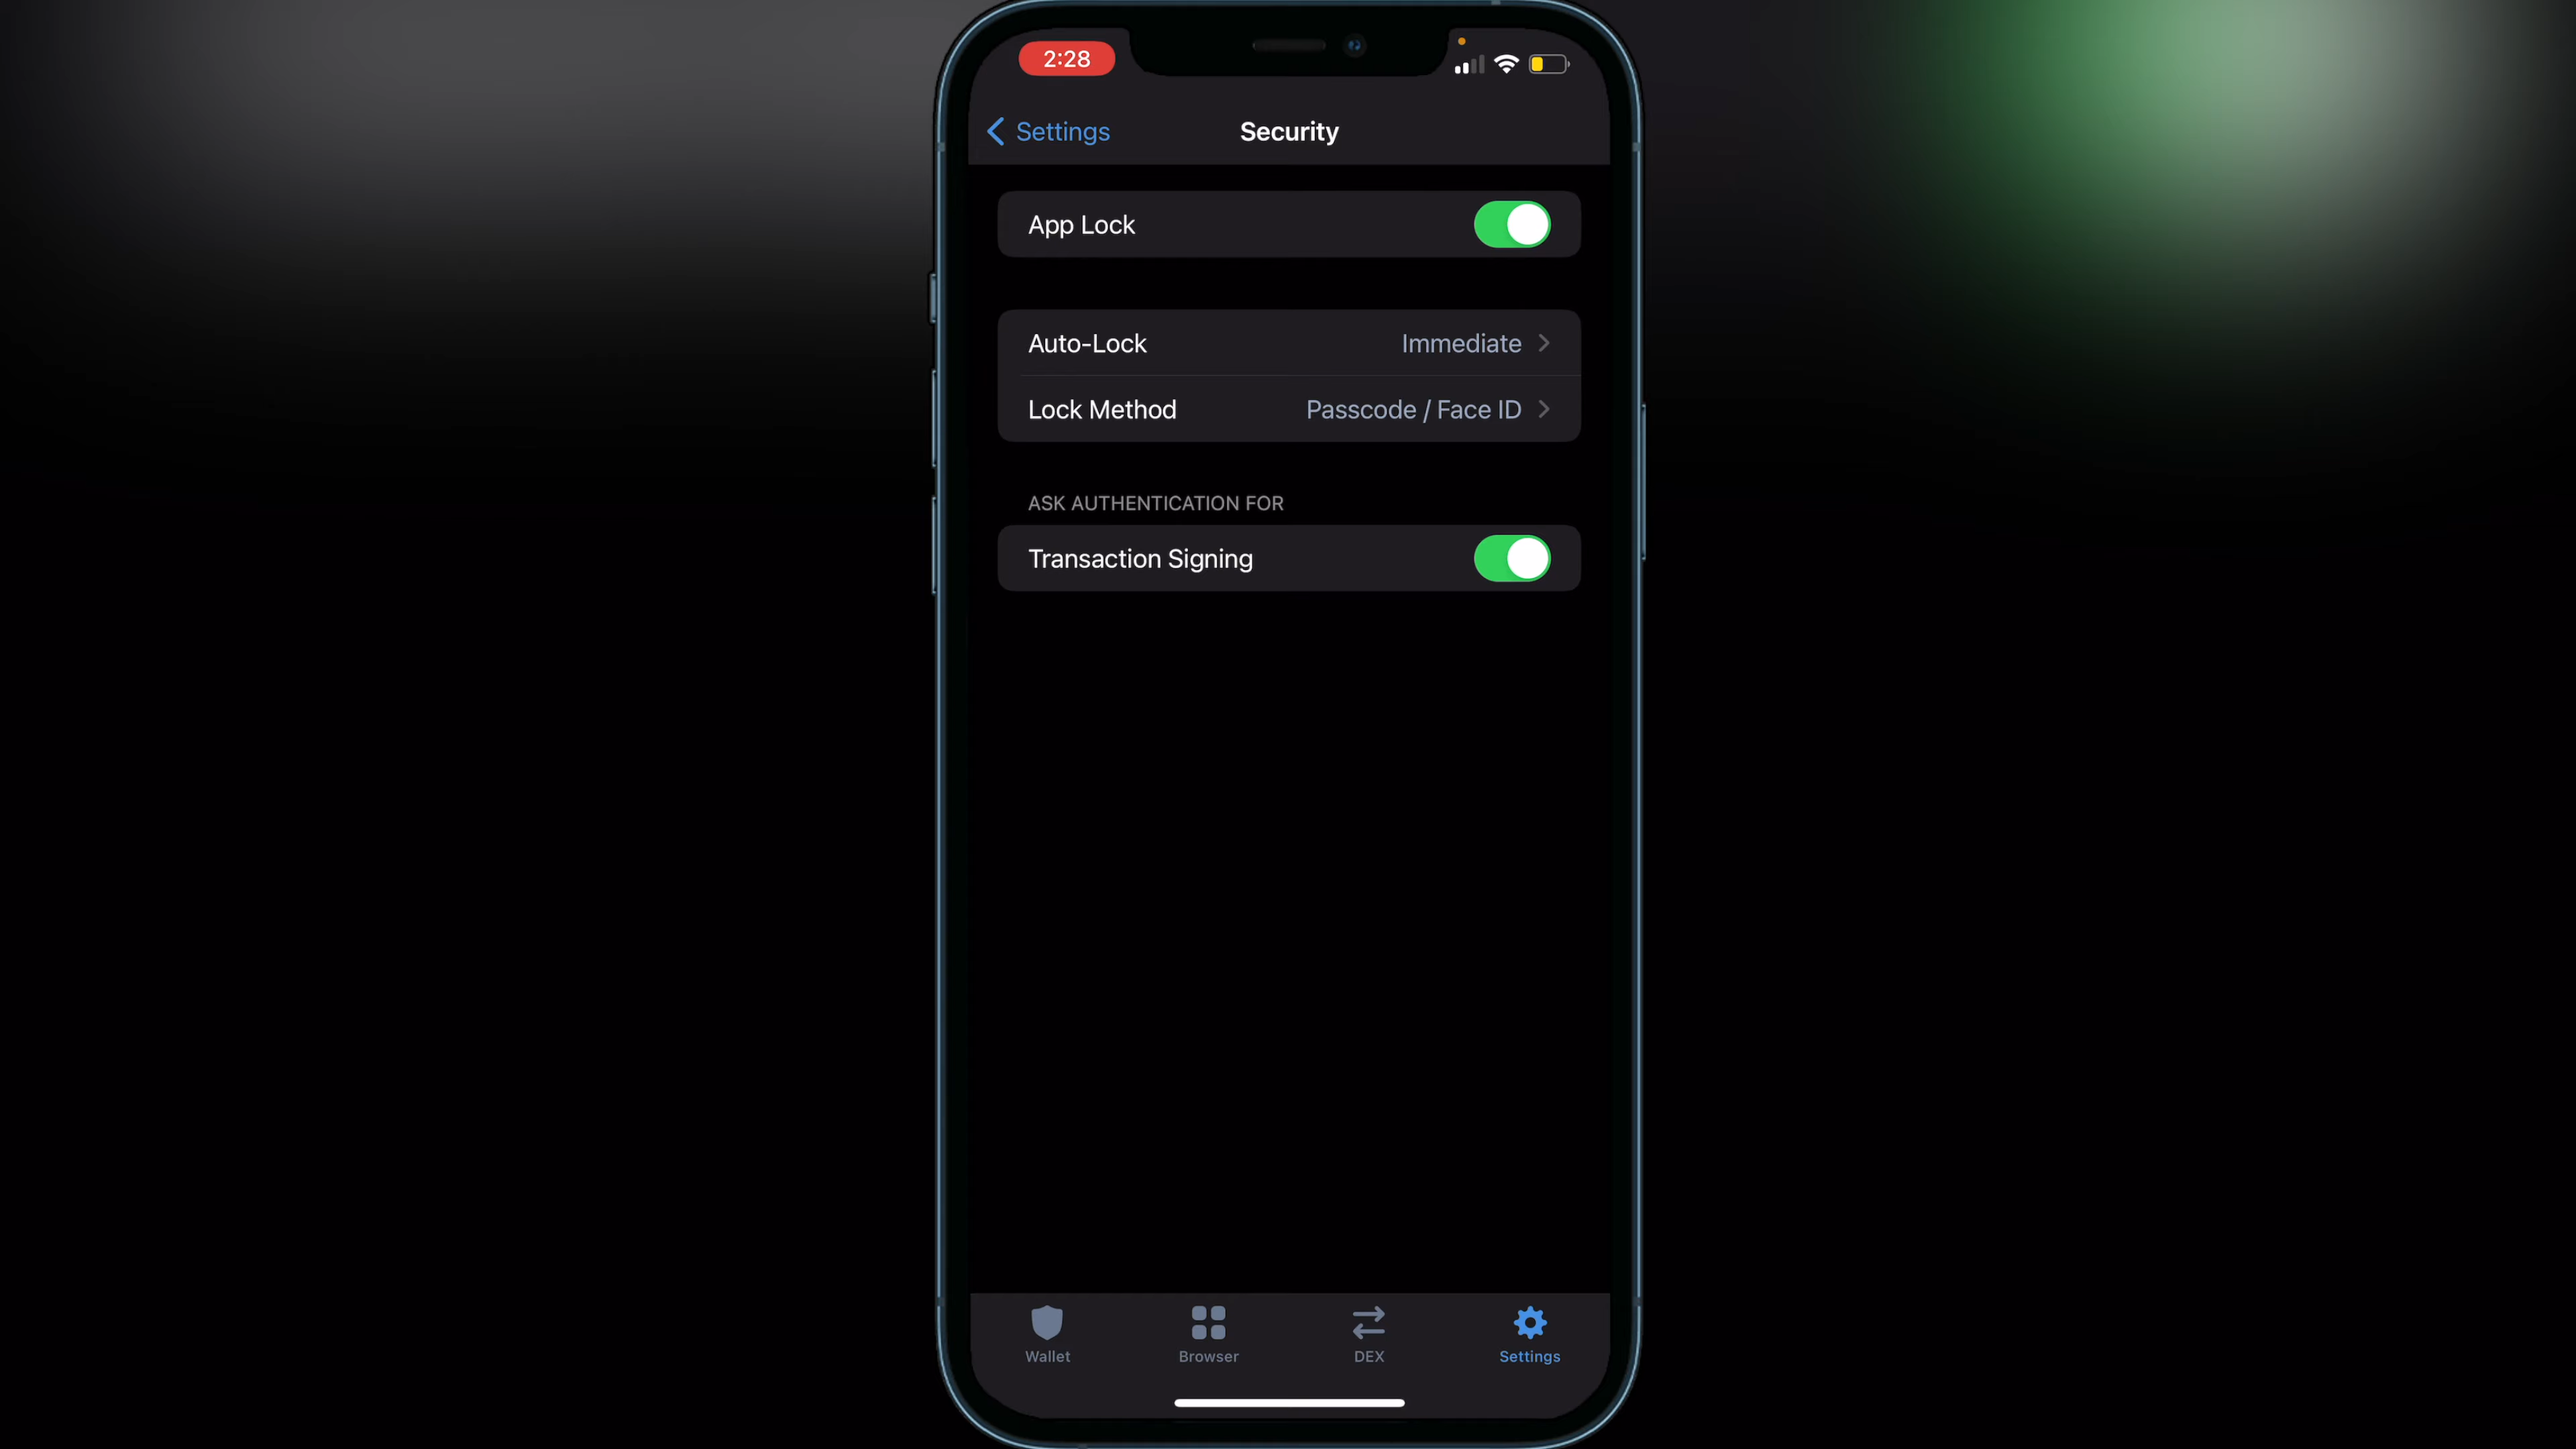 2:28
Settings
Security
App Lock
Auto-Lock Immediate
Lock Method Passcode / Face ID
ASK AUTHENTICATION FOR
Transaction Signing
Wallet Browser DEX Settings